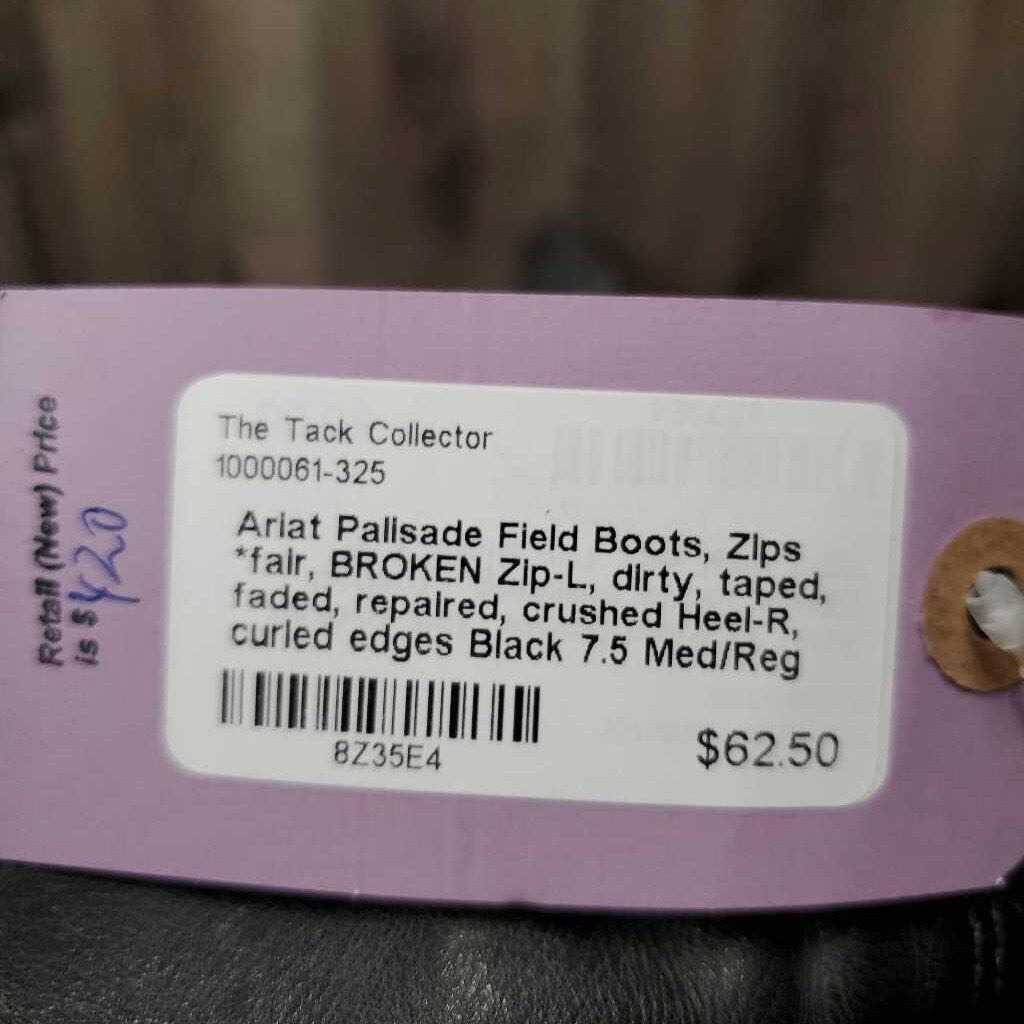 The Tack Collector
1000061-325
Ariat Palisade Field Boots, Zips
*fair, BROKEN Zip-L, dirty, taped,
faded, repaired, crushed Heel-R,
curled edges Black 7.5 Med/Reg
8Z35E4
$62.50
Retail (New) Price
is $420